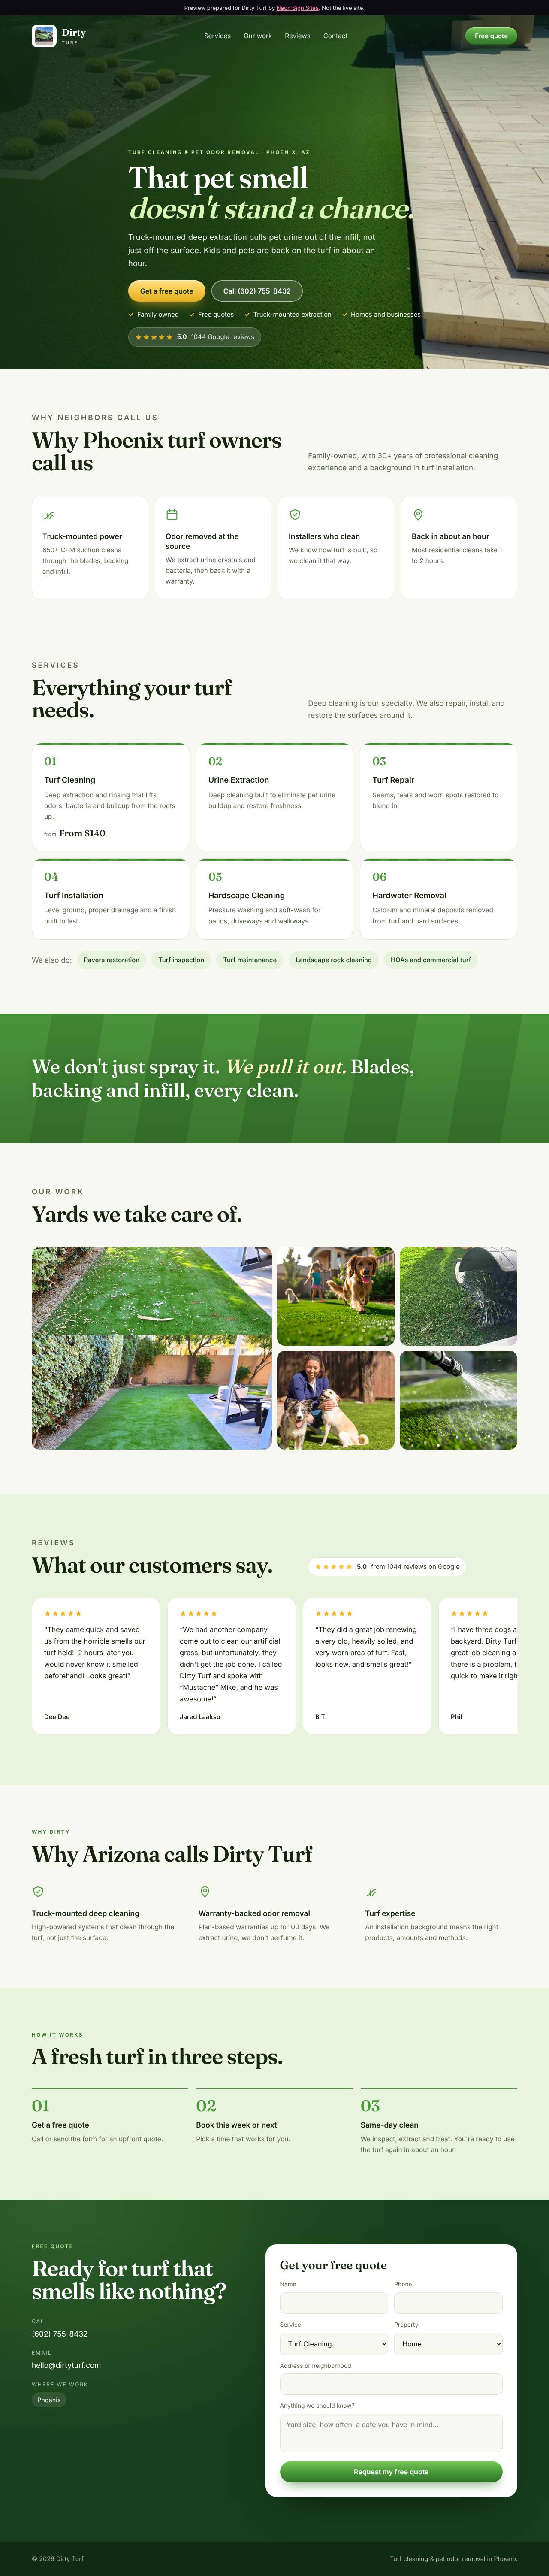 Preview prepared for Dirty Turf by Neon Sign Sites. Not the live site.
Dirty
TURF
Services
Our work
Reviews
Contact
Free quote
TURF CLEANING & PET ODOR REMOVAL · PHOENIX, AZ
That pet smell
doesn't stand a chance.
Truck-mounted deep extraction pulls pet urine out of the infill, not
just off the surface. Kids and pets are back on the turf in about an
hour.
Get a free quote
Call (602) 755-8432
✓ Family owned
✓ Free quotes
✓ Truck-mounted extraction
✓ Homes and businesses
★★★★★ 5.0 1044 Google reviews
WHY NEIGHBORS CALL US
Why Phoenix turf owners
call us
Family-owned, with 30+ years of professional cleaning
experience and a background in turf installation.
Truck-mounted power
650+ CFM suction cleans
through the blades, backing
and infill.
Odor removed at the
source
We extract urine crystals and
bacteria, then back it with a
warranty.
Installers who clean
We know how turf is built, so
we clean it that way.
Back in about an hour
Most residential cleans take 1
to 2 hours.
SERVICES
Everything your turf
needs.
Deep cleaning is our specialty. We also repair, install and
restore the surfaces around it.
01
Turf Cleaning
Deep extraction and rinsing that lifts
odors, bacteria and buildup from the roots
up.
from From $140
02
Urine Extraction
Deep cleaning built to eliminate pet urine
buildup and restore freshness.
03
Turf Repair
Seams, tears and worn spots restored to
blend in.
04
Turf Installation
Level ground, proper drainage and a finish
built to last.
05
Hardscape Cleaning
Pressure washing and soft-wash for
patios, driveways and walkways.
06
Hardwater Removal
Calcium and mineral deposits removed
from turf and hard surfaces.
We also do:
Pavers restoration
Turf inspection
Turf maintenance
Landscape rock cleaning
HOAs and commercial turf
We don't just spray it. We pull it out. Blades,
backing and infill, every clean.
OUR WORK
Yards we take care of.
REVIEWS
What our customers say.
★★★★★ 5.0 from 1044 reviews on Google
★★★★★
“They came quick and saved
us from the horrible smells our
turf held!! 2 hours later you
would never know it smelled
beforehand! Looks great!”
Dee Dee
★★★★★
“We had another company
come out to clean our artificial
grass, but unfortunately, they
didn't get the job done. I called
Dirty Turf and spoke with
“Mustache” Mike, and he was
awesome!”
Jared Laakso
★★★★★
“They did a great job renewing
a very old, heavily soiled, and
very worn area of turf. Fast,
looks new, and smells great!”
B T
★★★★★
“I have three dogs a
backyard. Dirty Turf
great job cleaning o
there is a problem, t
quick to make it righ
Phil
WHY DIRTY
Why Arizona calls Dirty Turf
Truck-mounted deep cleaning
High-powered systems that clean through the
turf, not just the surface.
Warranty-backed odor removal
Plan-based warranties up to 100 days. We
extract urine, we don't perfume it.
Turf expertise
An installation background means the right
products, amounts and methods.
HOW IT WORKS
A fresh turf in three steps.
01
Get a free quote
Call or send the form for an upfront quote.
02
Book this week or next
Pick a time that works for you.
03
Same-day clean
We inspect, extract and treat. You're ready to use
the turf again in about an hour.
FREE QUOTE
Ready for turf that
smells like nothing?
CALL
(602) 755-8432
EMAIL
hello@dirtyturf.com
WHERE WE WORK
Phoenix
Get your free quote
Name
Phone
Service
Property
Turf Cleaning
Home
Address or neighborhood
Anything we should know?
Yard size, how often, a date you have in mind...
Request my free quote
© 2026 Dirty Turf
Turf cleaning & pet odor removal in Phoenix